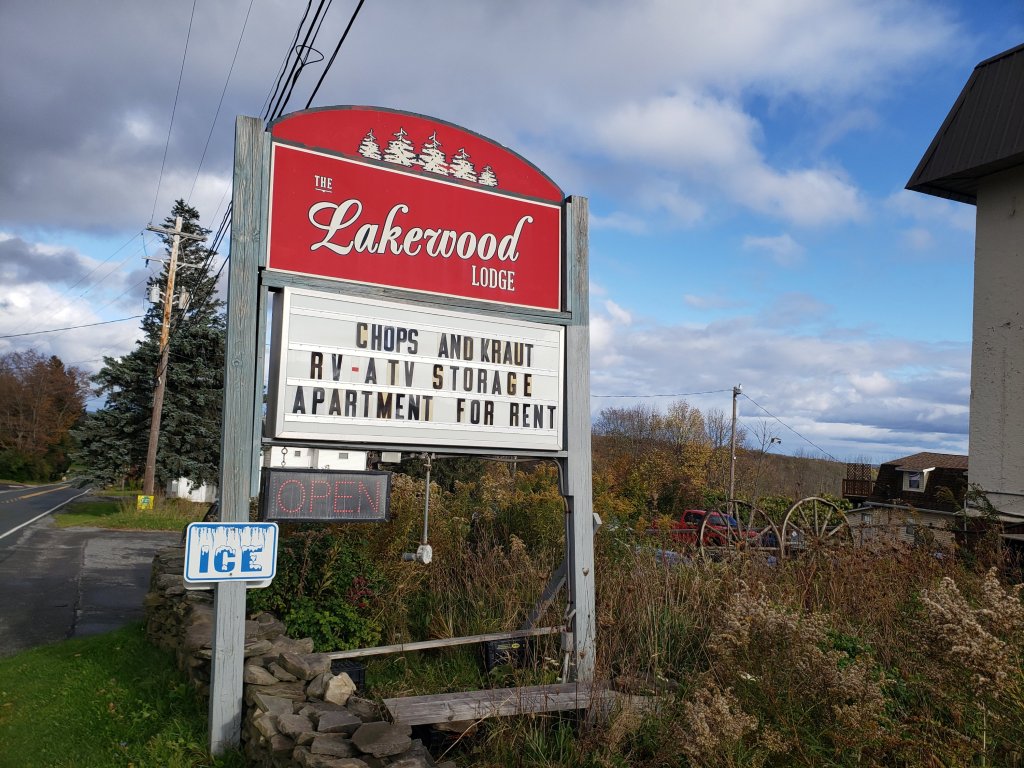 THE
Lakewood
LODGE
CHOPS AND KRAUT
RV-ATV STORAGE
APARTMENT FOR RENT
OPEN
ICE